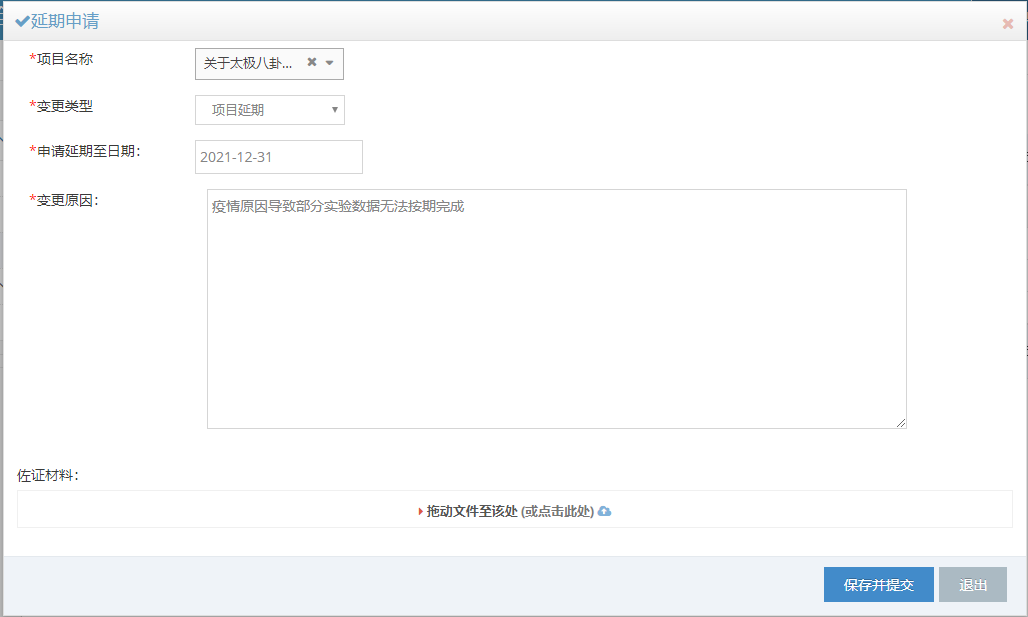 延期申请
*项目名称
关于太极八卦...
*变更类型
项目延期
*申请延期至日期:
2021-12-31
*变更原因:
疫情原因导致部分实验数据无法按期完成
佐证材料:
拖动文件至该处 (或点击此处)
保存并提交
退出